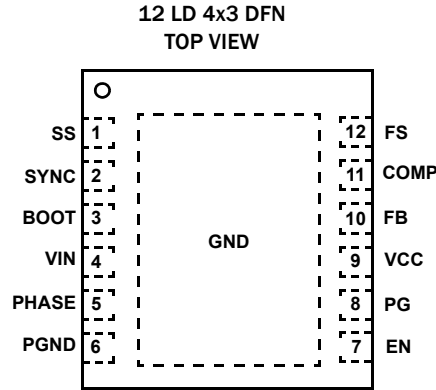 12 LD 4x3 DFN
TOP VIEW
SS 1
12 FS
SYNC 2
11 COMP
BOOT 3
10 FB
GND
VIN 4
9 VCC
PHASE 5
8 PG
PGND 6
7 EN